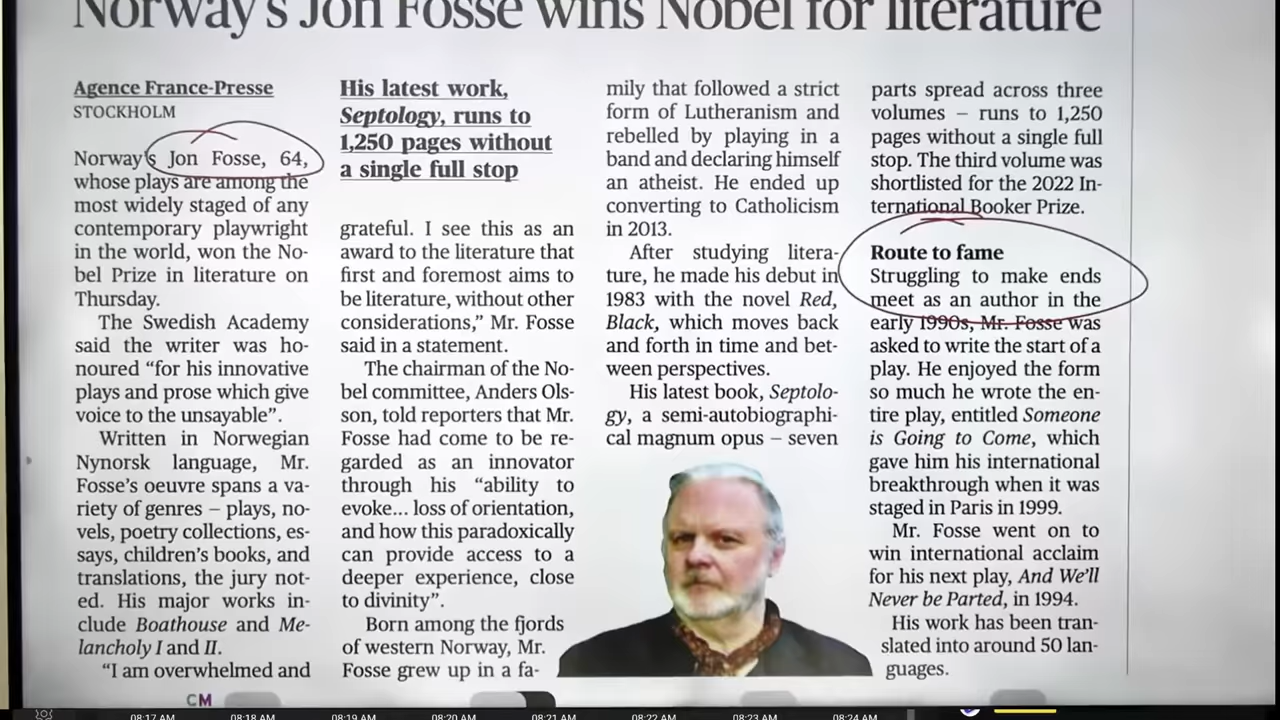 Norway's Jon Fosse wins Nobel for literature
Agence France-Presse
STOCKHOLM
Norway's Jon Fosse, 64,
whose plays are among the
most widely staged of any
contemporary playwright
in the world, won the No-
bel Prize in literature on
Thursday.
The Swedish Academy
said the writer was ho-
noured “for his innovative
plays and prose which give
voice to the unsayable”.
Written in Norwegian
Nynorsk language, Mr.
Fosse's oeuvre spans a va-
riety of genres – plays, no-
vels, poetry collections, es-
says, children's books, and
translations, the jury not-
ed. His major works in-
clude Boathouse and Me-
lancholy I and II.
“I am overwhelmed and
His latest work,
Septology, runs to
1,250 pages without
a single full stop
grateful. I see this as an
award to the literature that
first and foremost aims to
be literature, without other
considerations,” Mr. Fosse
said in a statement.
The chairman of the No-
bel committee, Anders Ols-
son, told reporters that Mr.
Fosse had come to be re-
garded as an innovator
through his “ability to
evoke... loss of orientation,
and how this paradoxically
can provide access to a
deeper experience, close
to divinity”.
Born among the fjords
of western Norway, Mr.
Fosse grew up in a fa-
mily that followed a strict
form of Lutheranism and
rebelled by playing in a
band and declaring himself
an atheist. He ended up
converting to Catholicism
in 2013.
After studying litera-
ture, he made his debut in
1983 with the novel Red,
Black, which moves back
and forth in time and bet-
ween perspectives.
His latest book, Septolo-
gy, a semi-autobiographi-
cal magnum opus – seven
parts spread across three
volumes – runs to 1,250
pages without a single full
stop. The third volume was
shortlisted for the 2022 In-
ternational Booker Prize.
Route to fame
Struggling to make ends
meet as an author in the
early 1990s, Mr. Fosse was
asked to write the start of a
play. He enjoyed the form
so much he wrote the en-
tire play, entitled Someone
is Going to Come, which
gave him his international
breakthrough when it was
staged in Paris in 1999.
Mr. Fosse went on to
win international acclaim
for his next play, And We'll
Never be Parted, in 1994.
His work has been tran-
slated into around 50 lan-
guages.
CM
08:17 AM 08:18 AM 08:19 AM 08:20 AM 08:21 AM 08:22 AM 08:23 AM 08:24 AM